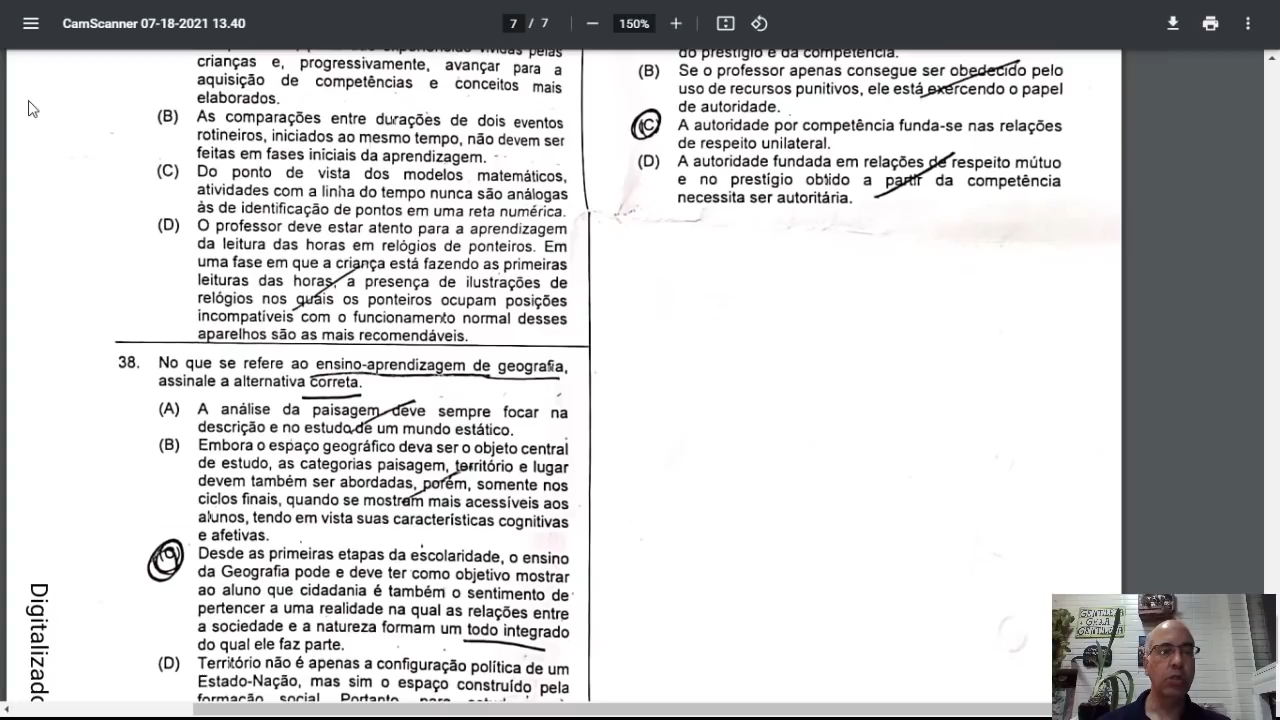 CamScanner 07-18-2021 13.40
7 / 7
150%
crianças e, progressivamente, avançar para a
aquisição de competências e conceitos mais
elaborados.
(B) As comparações entre durações de dois eventos
rotineiros, iniciados ao mesmo tempo, não devem ser
feitas em fases iniciais da aprendizagem.
(C) Do ponto de vista dos modelos matemáticos,
atividades com a linha do tempo nunca são análogas
às de identificação de pontos em uma reta numérica.
(D) O professor deve estar atento para a aprendizagem
da leitura das horas em relógios de ponteiros. Em
uma fase em que a criança está fazendo as primeiras
leituras das horas, a presença de ilustrações de
relógios nos quais os ponteiros ocupam posições
incompatíveis com o funcionamento normal desses
aparelhos são as mais recomendáveis.
38. No que se refere ao ensino-aprendizagem de geografia,
assinale a alternativa correta.
(A) A análise da paisagem deve sempre focar na
descrição e no estudo de um mundo estático.
(B) Embora o espaço geográfico deva ser o objeto central
de estudo, as categorias paisagem, território e lugar
devem também ser abordadas, porém, somente nos
ciclos finais, quando se mostram mais acessíveis aos
alunos, tendo em vista suas características cognitivas
e afetivas.
Desde as primeiras etapas da escolaridade, o ensino
da Geografia pode e deve ter como objetivo mostrar
ao aluno que cidadania é também o sentimento de
pertencer a uma realidade na qual as relações entre
a sociedade e a natureza formam um todo integrado
do qual ele faz parte.
(D) Território não é apenas a configuração política de um
Estado-Nação, mas sim o espaço construído pela
formação social. Portanto, para
do prestígio e da competência.
(B) Se o professor apenas consegue ser obedecido pelo
uso de recursos punitivos, ele está exercendo o papel
de autoridade.
(C) A autoridade por competência funda-se nas relações
de respeito unilateral.
(D) A autoridade fundada em relações de respeito mútuo
e no prestígio obtido a partir da competência
necessita ser autoritária.
Digitalizado
GENTILEZA
GERA
GENTILEZA